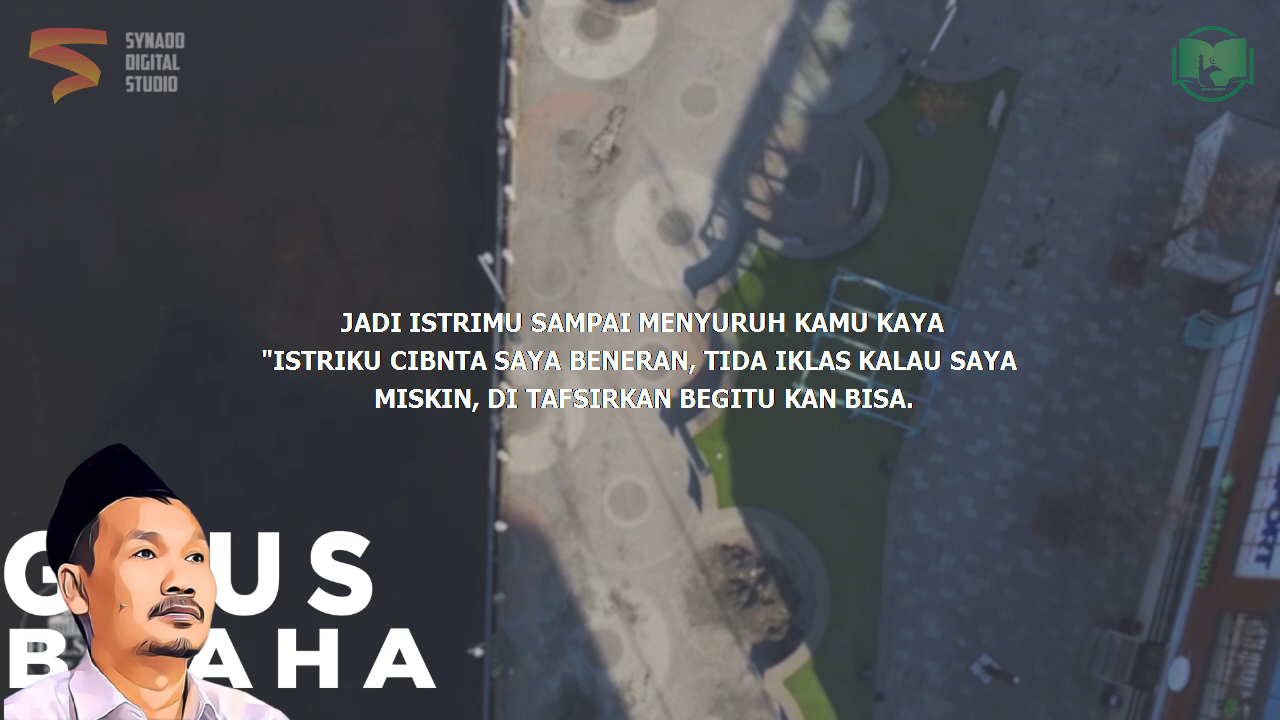 SYNAOO
DIGITAL
STUDIO
JADI ISTRIMU SAMPAI MENYURUH KAMU KAYA
"ISTRIKU CIBNTA SAYA BENERAN, TIDA IKLAS KALAU SAYA
MISKIN, DI TAFSIRKAN BEGITU KAN BISA.
GUS
BAHA